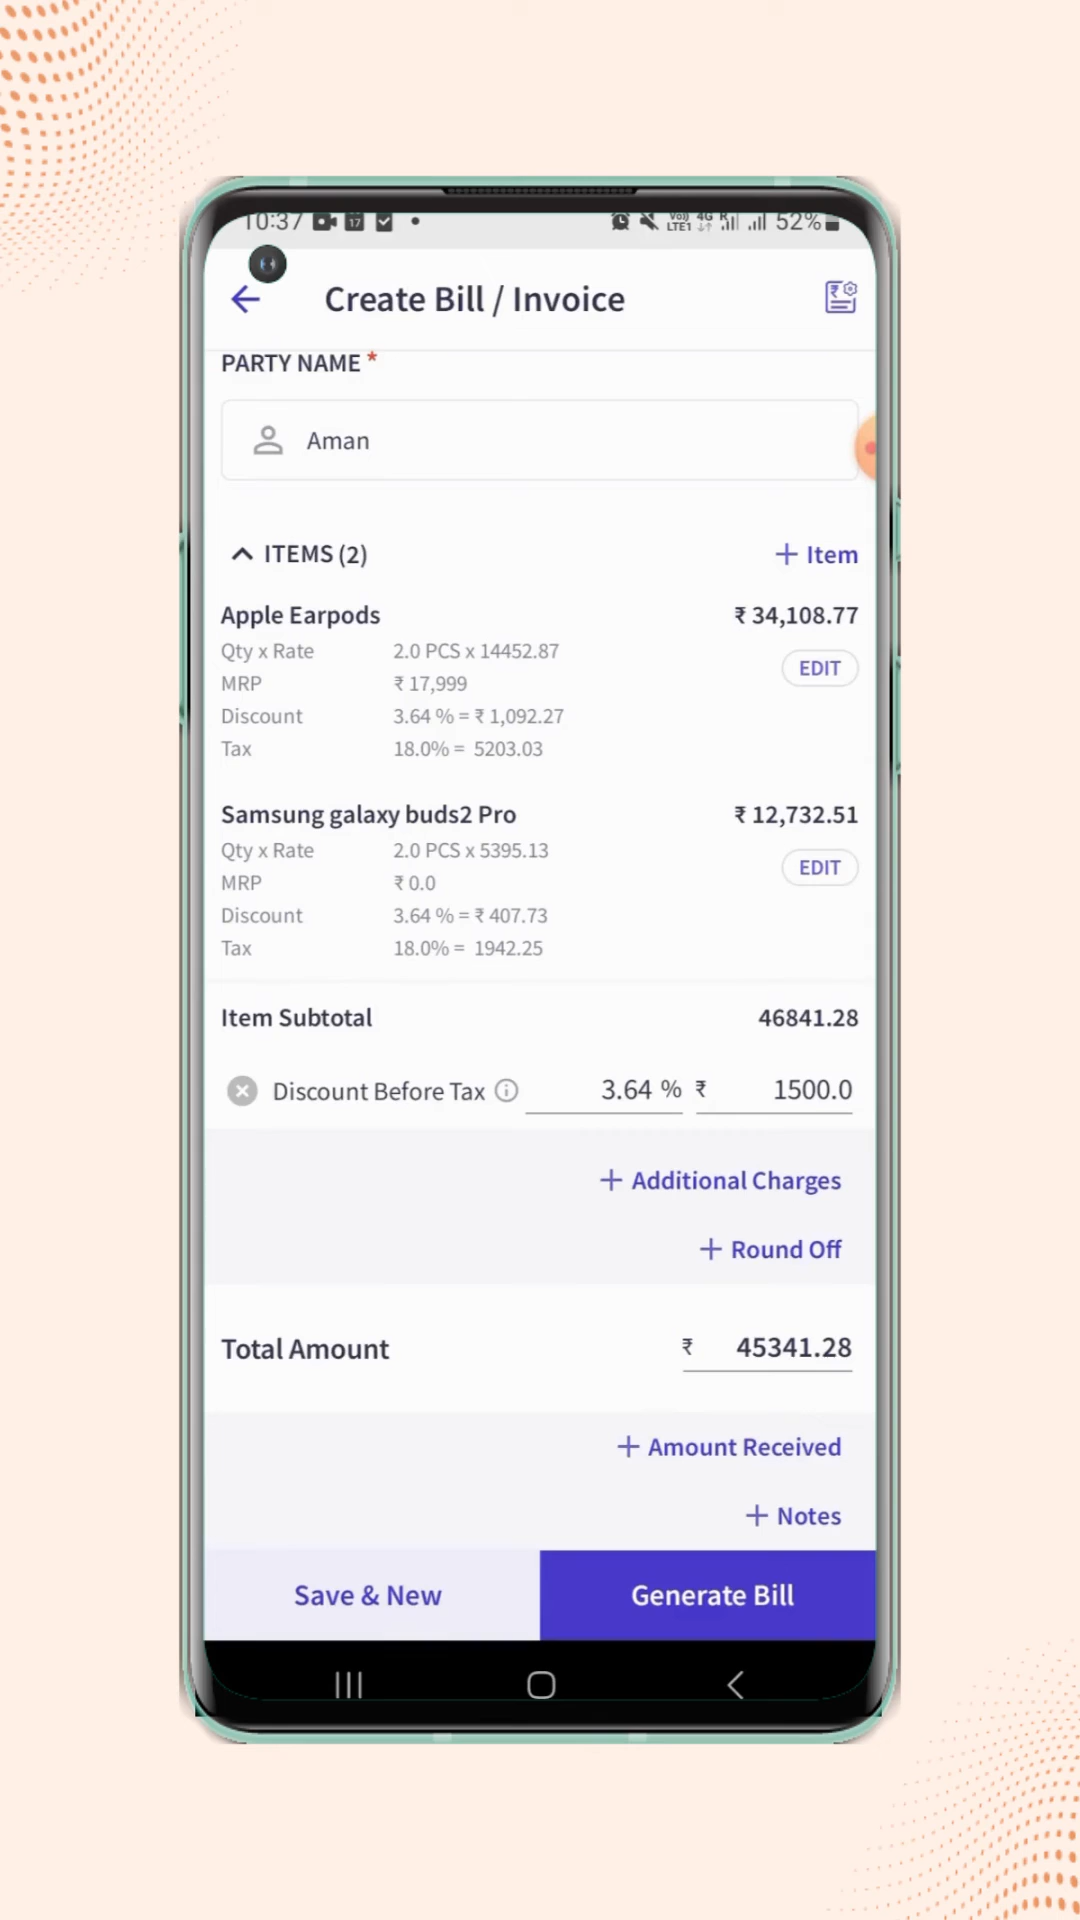 10:37 17 Vo)) LTE1 4G R 52%
Create Bill / Invoice
PARTY NAME *
Aman
ITEMS (2) + Item
Apple Earpods ₹ 34,108.77
Qty x Rate 2.0 PCS x 14452.87
EDIT
MRP ₹ 17,999
Discount 3.64 % = ₹ 1,092.27
Tax 18.0% = 5203.03
Samsung galaxy buds2 Pro ₹ 12,732.51
Qty x Rate 2.0 PCS x 5395.13
EDIT
MRP ₹ 0.0
Discount 3.64 % = ₹ 407.73
Tax 18.0% = 1942.25
Item Subtotal 46841.28
Discount Before Tax 3.64 % ₹ 1500.0
+ Additional Charges
+ Round Off
Total Amount ₹ 45341.28
+ Amount Received
+ Notes
Save & New Generate Bill